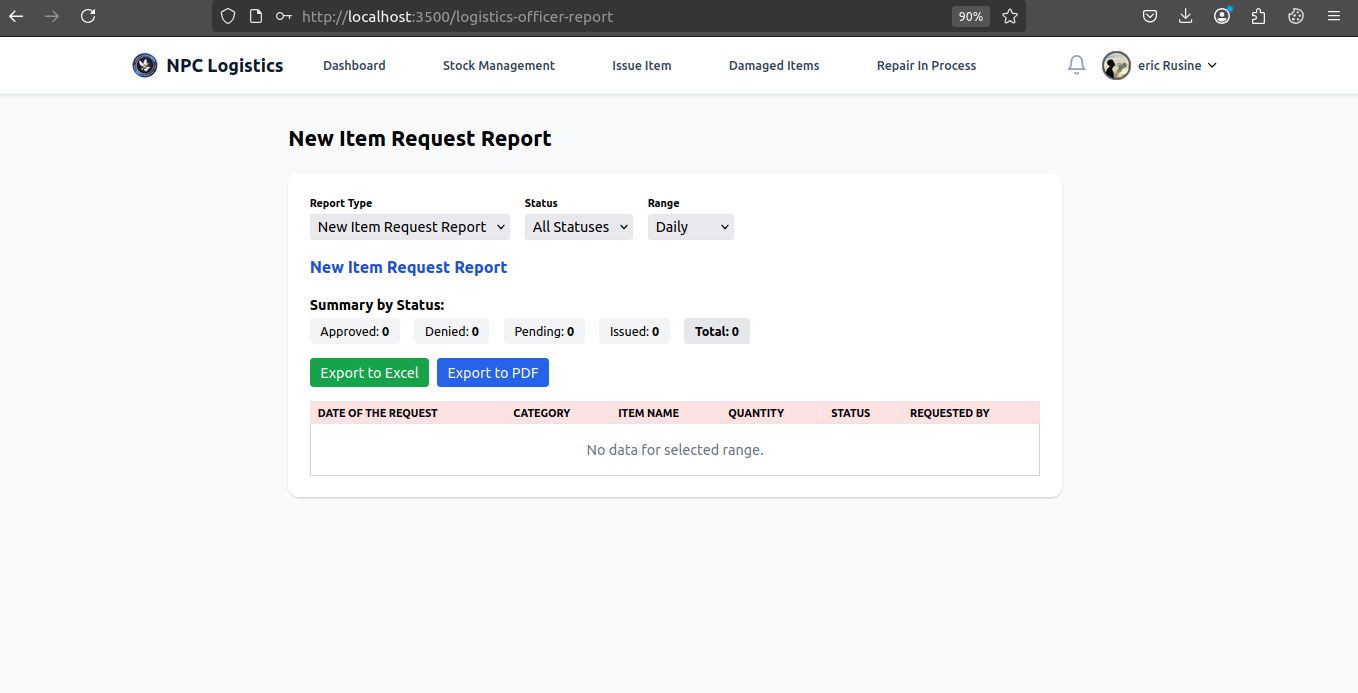 http://localhost:3500/logistics-officer-report 90%
NPC Logistics Dashboard Stock Management Issue Item Damaged Items Repair In Process eric Rusine
New Item Request Report
Report Type Status Range
New Item Request Report All Statuses Daily
New Item Request Report
Summary by Status:
Approved: 0 Denied: 0 Pending: 0 Issued: 0 Total: 0
Export to Excel Export to PDF
DATE OF THE REQUEST CATEGORY ITEM NAME QUANTITY STATUS REQUESTED BY
No data for selected range.